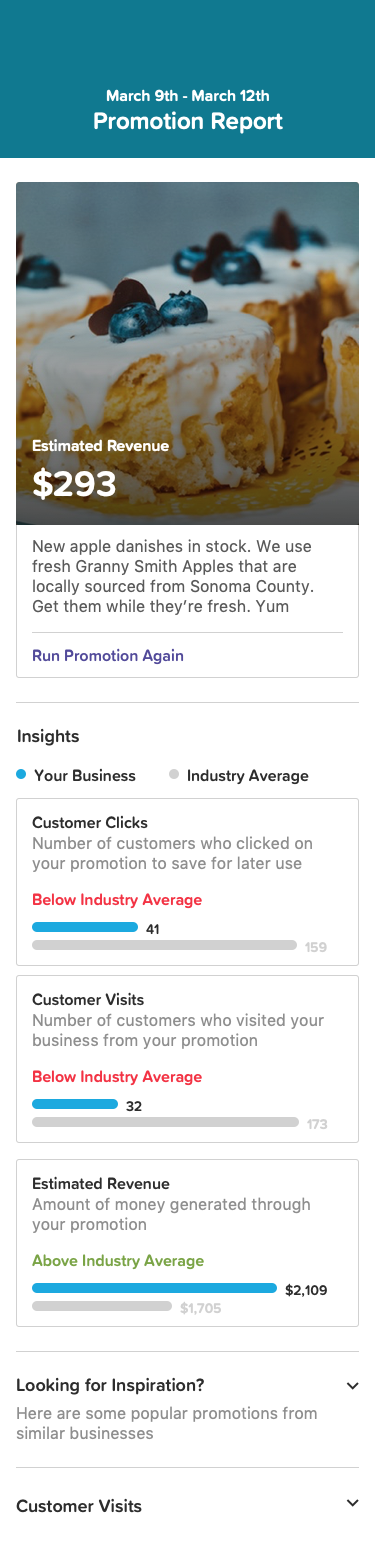 March 9th - March 12th
Promotion Report
Estimated Revenue
$293
New apple danishes in stock. We use
fresh Granny Smith Apples that are
locally sourced from Sonoma County.
Get them while they’re fresh. Yum
Run Promotion Again
Insights
Your Business
Industry Average
Customer Clicks
Number of customers who clicked on
your promotion to save for later use
Below Industry Average
41
159
Customer Visits
Number of customers who visited your
business from your promotion
Below Industry Average
32
173
Estimated Revenue
Amount of money generated through
your promotion
Above Industry Average
$2,109
$1,705
Looking for Inspiration?
Here are some popular promotions from
similar businesses
Customer Visits